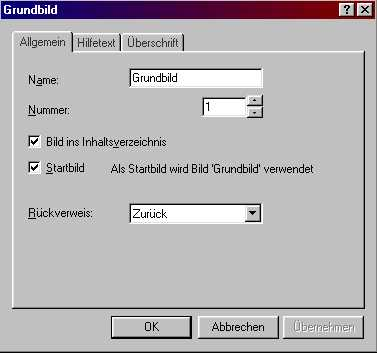 Grundbild
Allgemein Hilfetext Überschrift
Name: Grundbild
Nummer: 1
Bild ins Inhaltsverzeichnis
Startbild Als Startbild wird Bild 'Grundbild' verwendet
Rückverweis: Zurück
OK Abbrechen Übernehmen